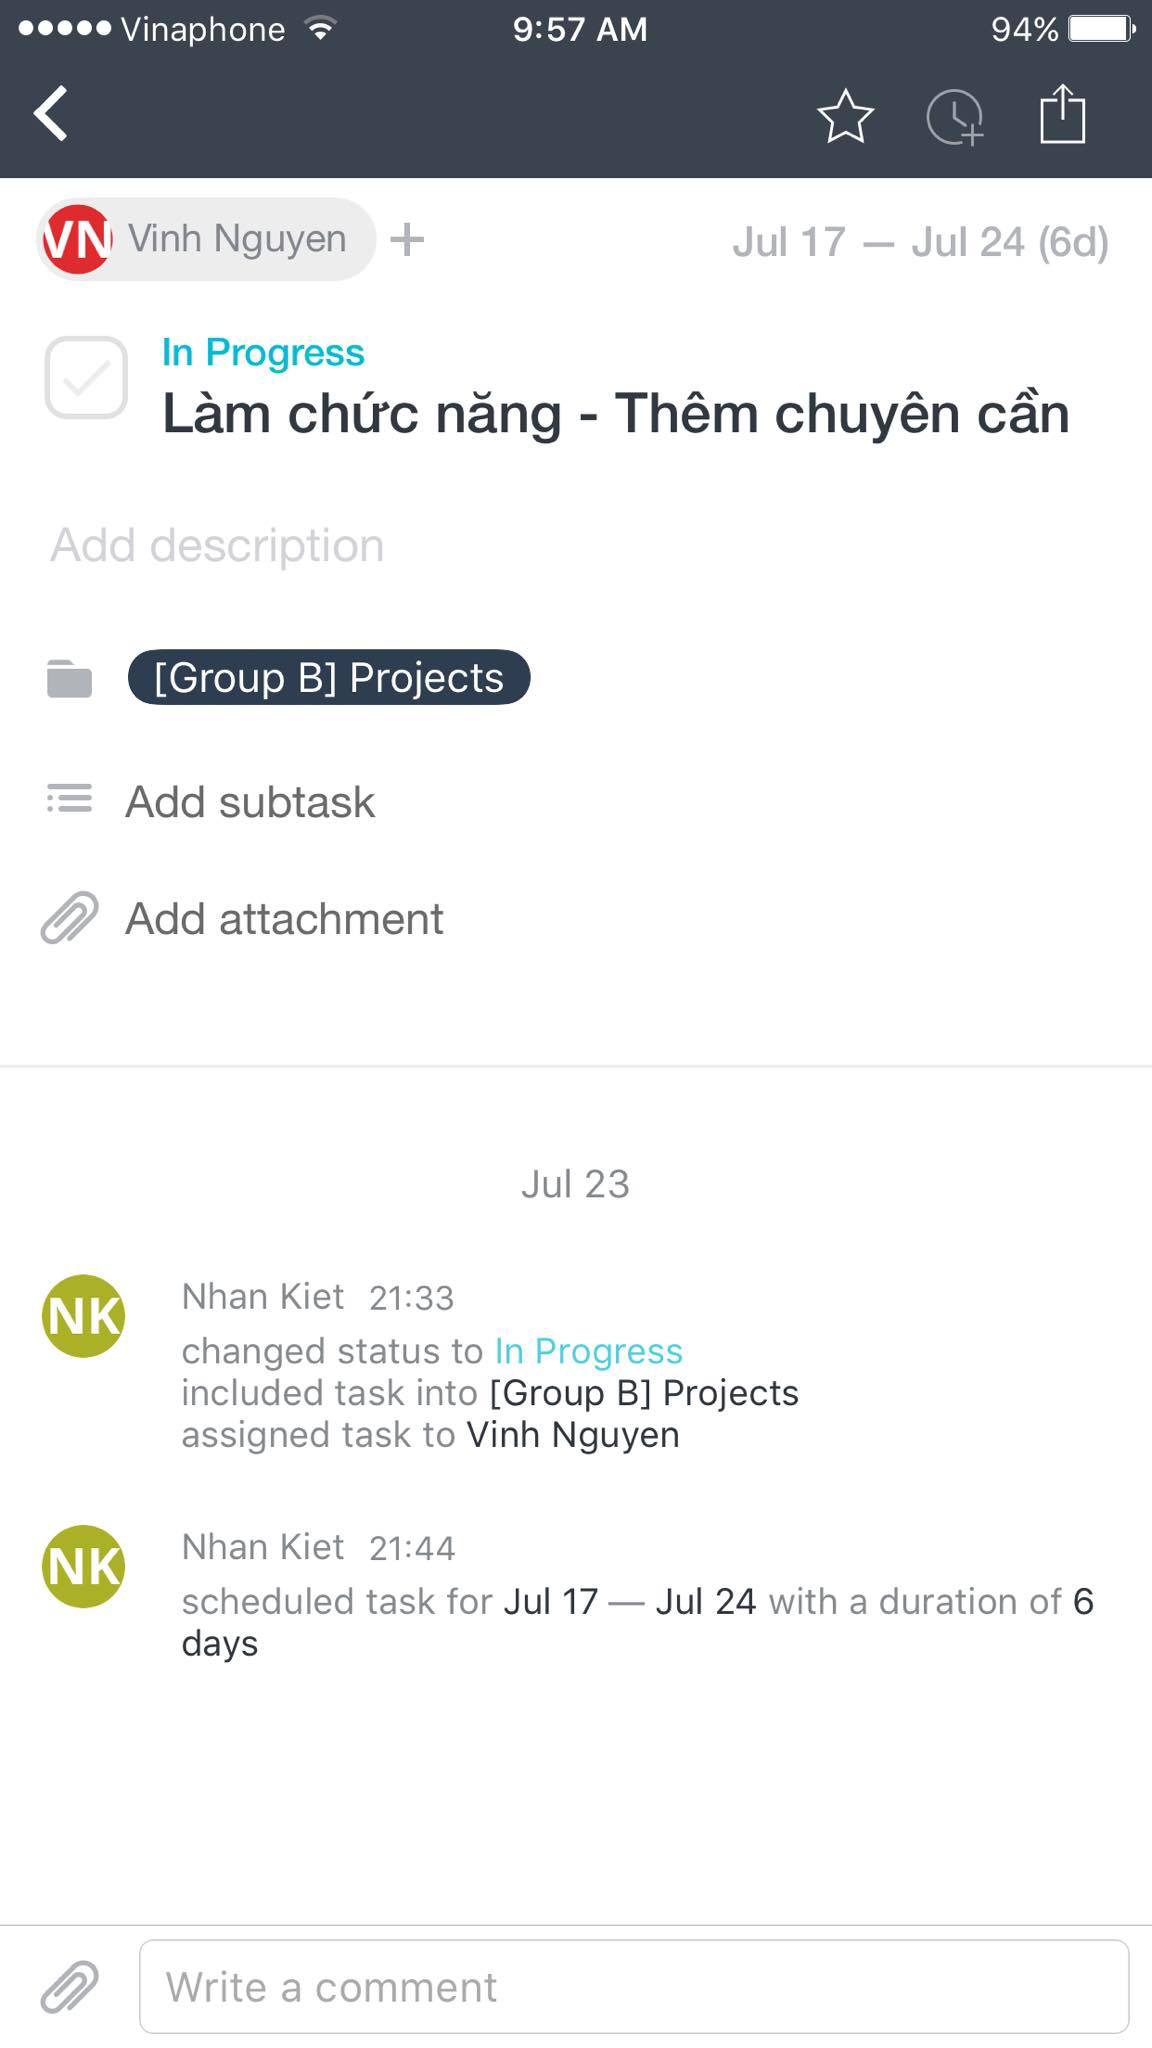 Vinaphone 9:57 AM 94%
VN Vinh Nguyen + Jul 17 — Jul 24 (6d)
In Progress
Làm chức năng - Thêm chuyên cần
Add description
[Group B] Projects
Add subtask
Add attachment
Jul 23
NK Nhan Kiet 21:33
changed status to In Progress
included task into [Group B] Projects
assigned task to Vinh Nguyen
NK Nhan Kiet 21:44
scheduled task for Jul 17 — Jul 24 with a duration of 6
days
Write a comment